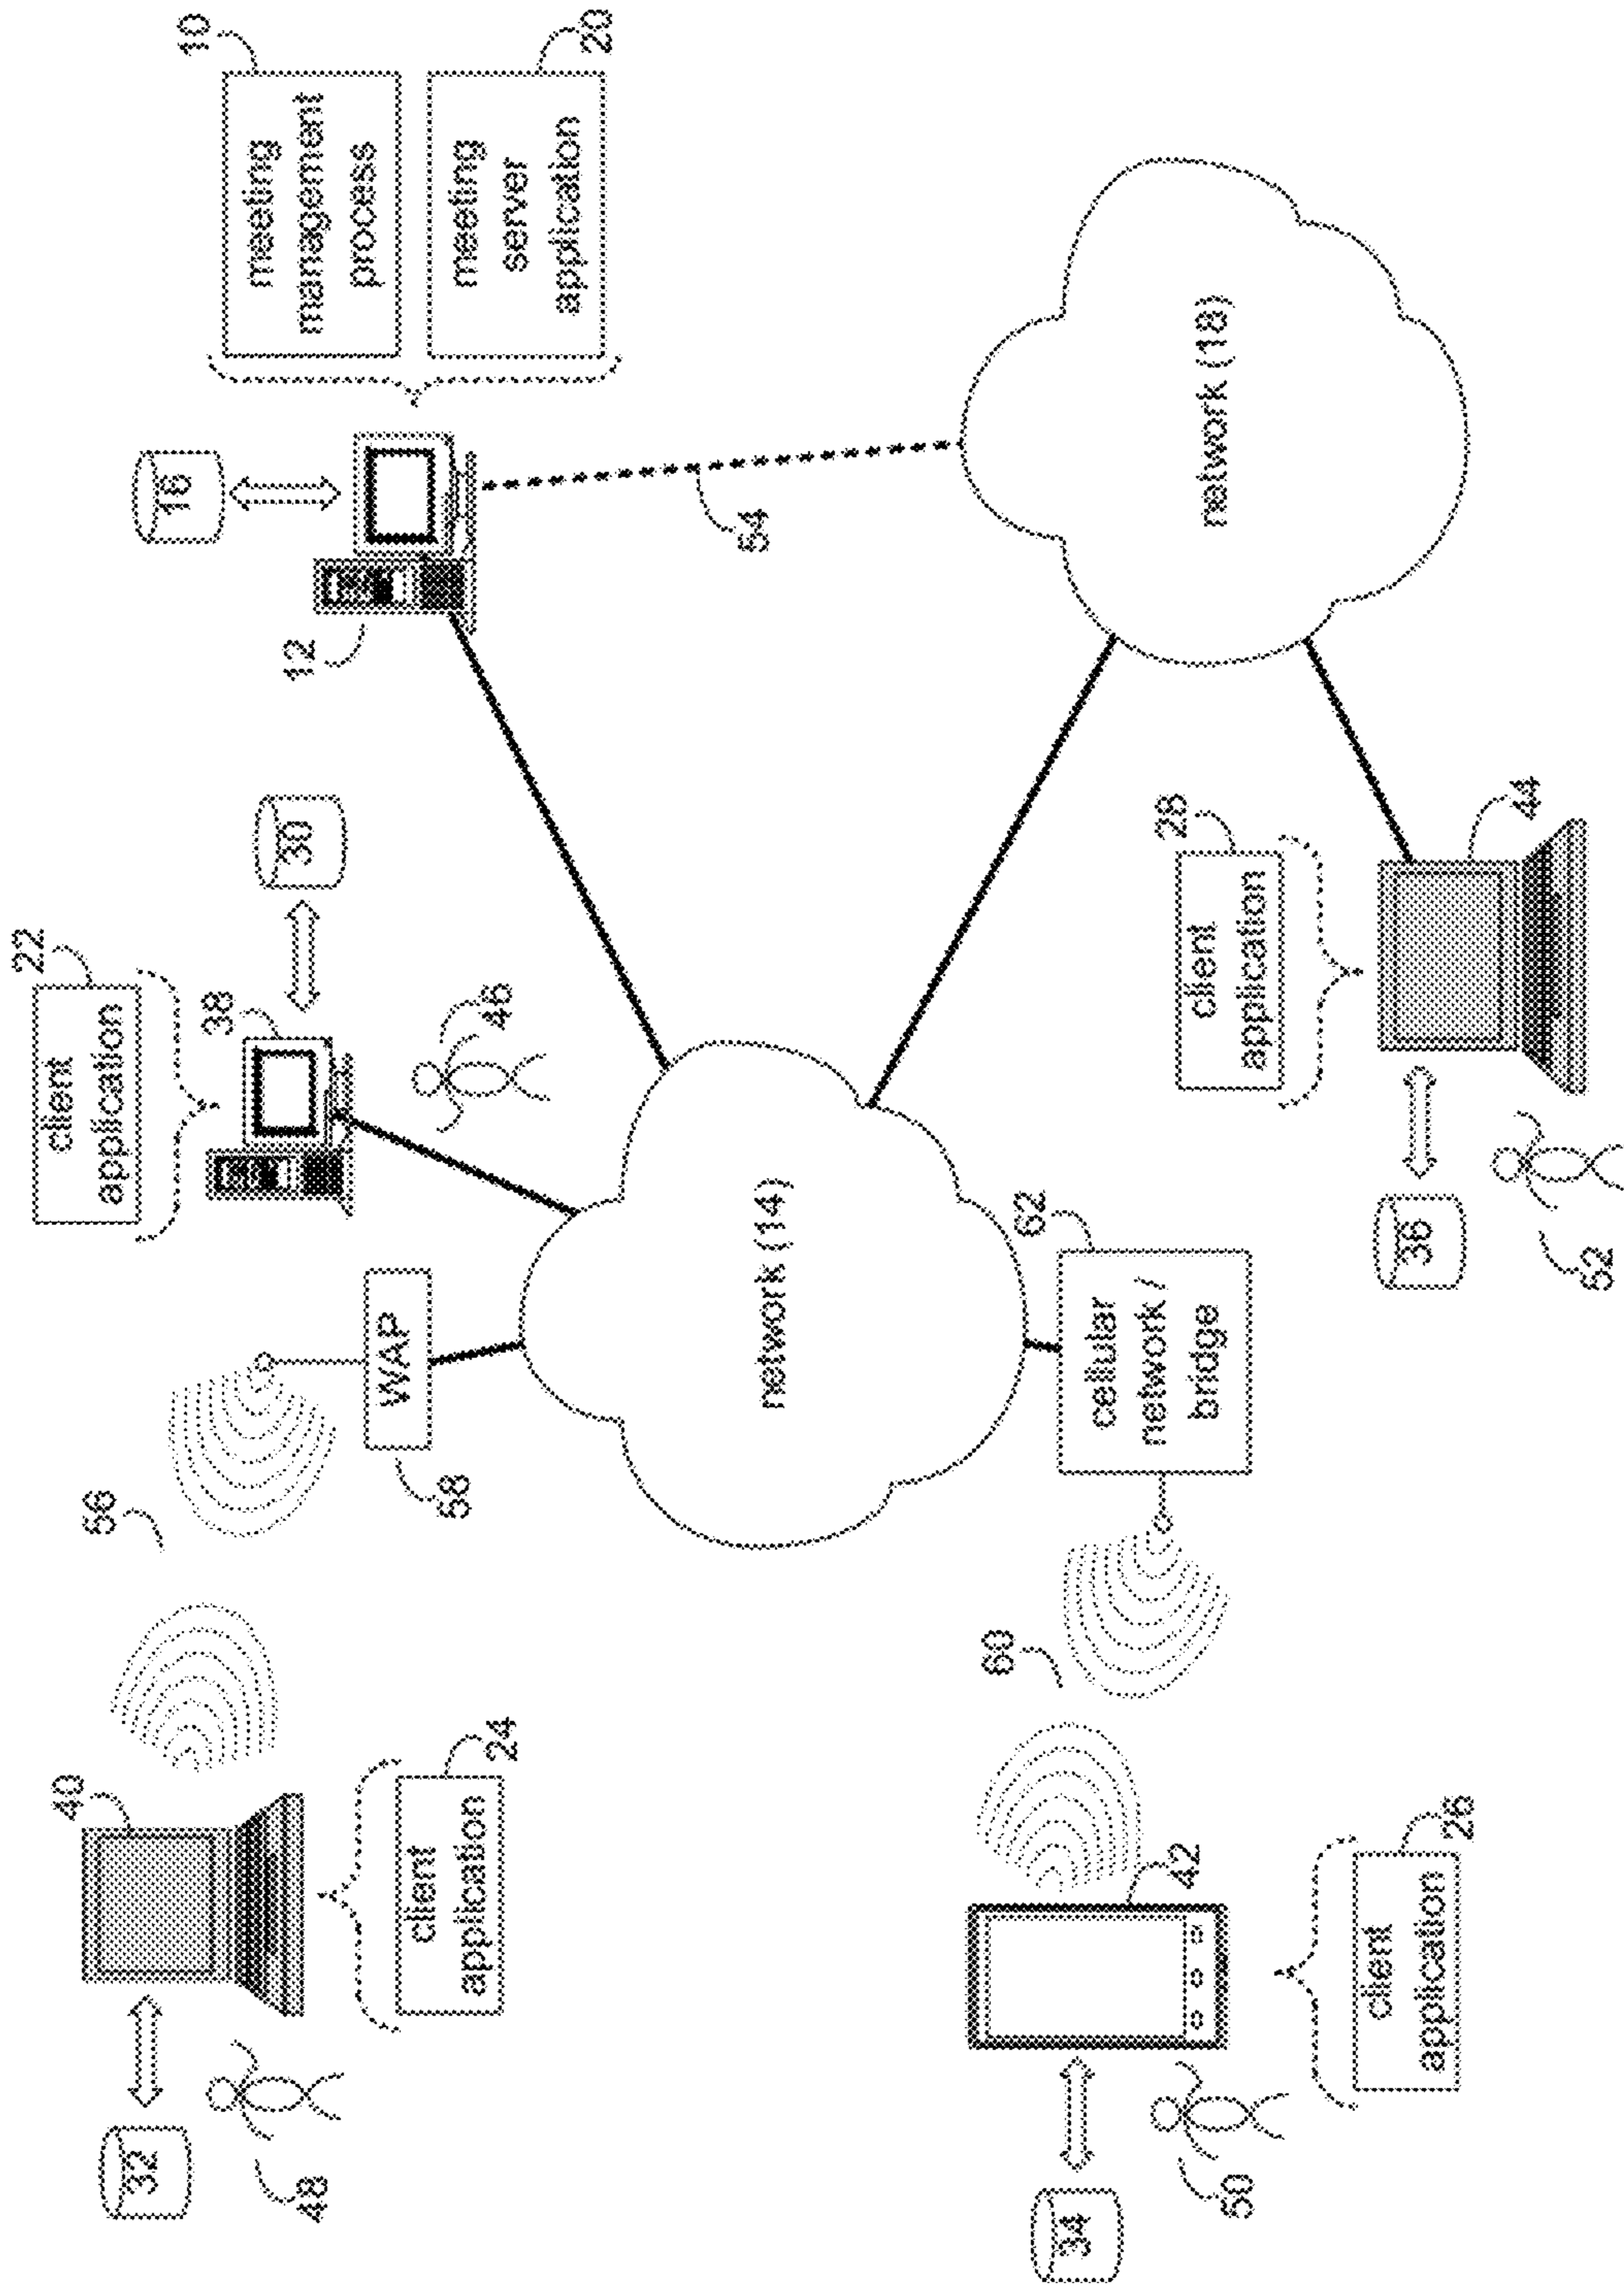 32
48
40
client
application
24
56
58
WAP
client
application
22
38
30
46
16
12
meeting
management
process
10
meeting
server
application
20
network (14)
54
network (18)
34
50
42
client
application
26
60
cellular
network /
bridge
62
36
52
client
application
28
44